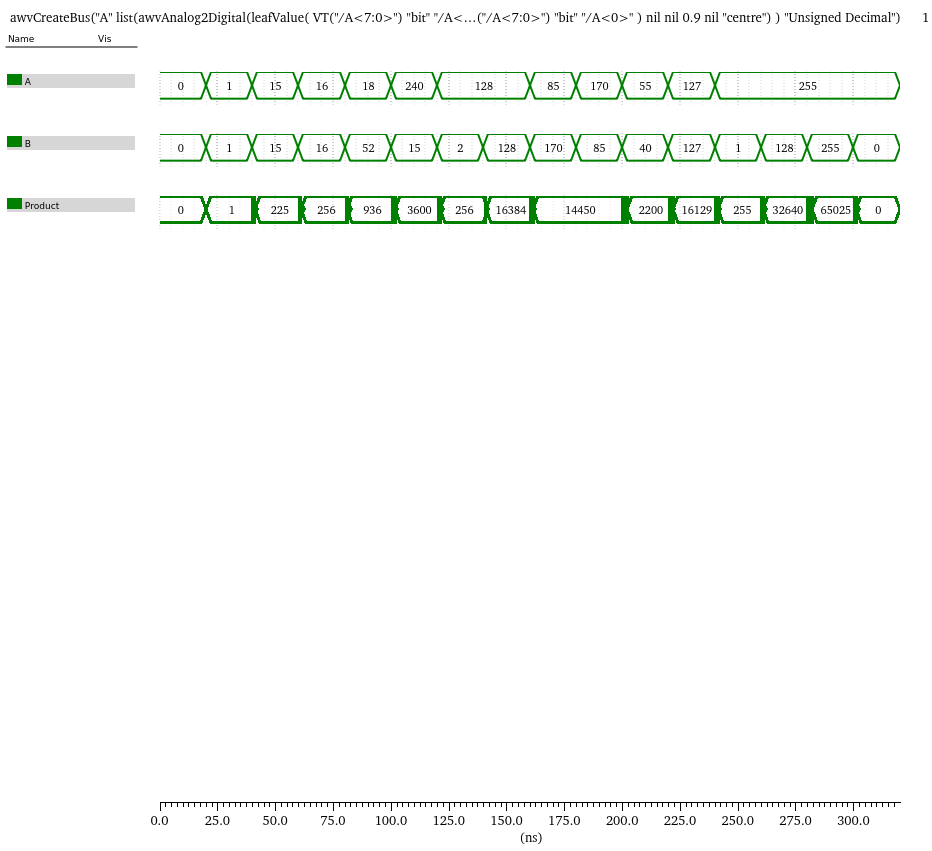 awvCreateBus("A" list(awvAnalog2Digital(leafValue( VT("/A<7:0>") "bit" "/A<...("/A<7:0>") "bit" "/A<0>" ) nil nil 0.9 nil "centre") ) "Unsigned Decimal") 1
Name Vis
A 0 1 15 16 18 240 128 85 170 55 127 255
B 0 1 15 16 52 15 2 128 170 85 40 127 1 128 255 0
Product 0 1 225 256 936 3600 256 16384 14450 2200 16129 255 32640 65025 0
0.0 25.0 50.0 75.0 100.0 125.0 150.0 175.0 200.0 225.0 250.0 275.0 300.0
(ns)